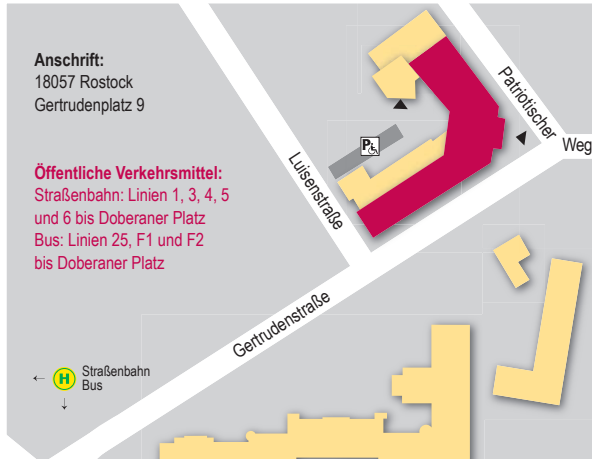 Anschrift:
18057 Rostock
Gertrudenplatz 9
Öffentliche Verkehrsmittel:
Straßenbahn: Linien 1, 3, 4, 5
und 6 bis Doberaner Platz
Bus: Linien 25, F1 und F2
bis Doberaner Platz
Patriotischer
Weg
P
Luisenstraße
Gertrudenstraße
H
Straßenbahn
Bus